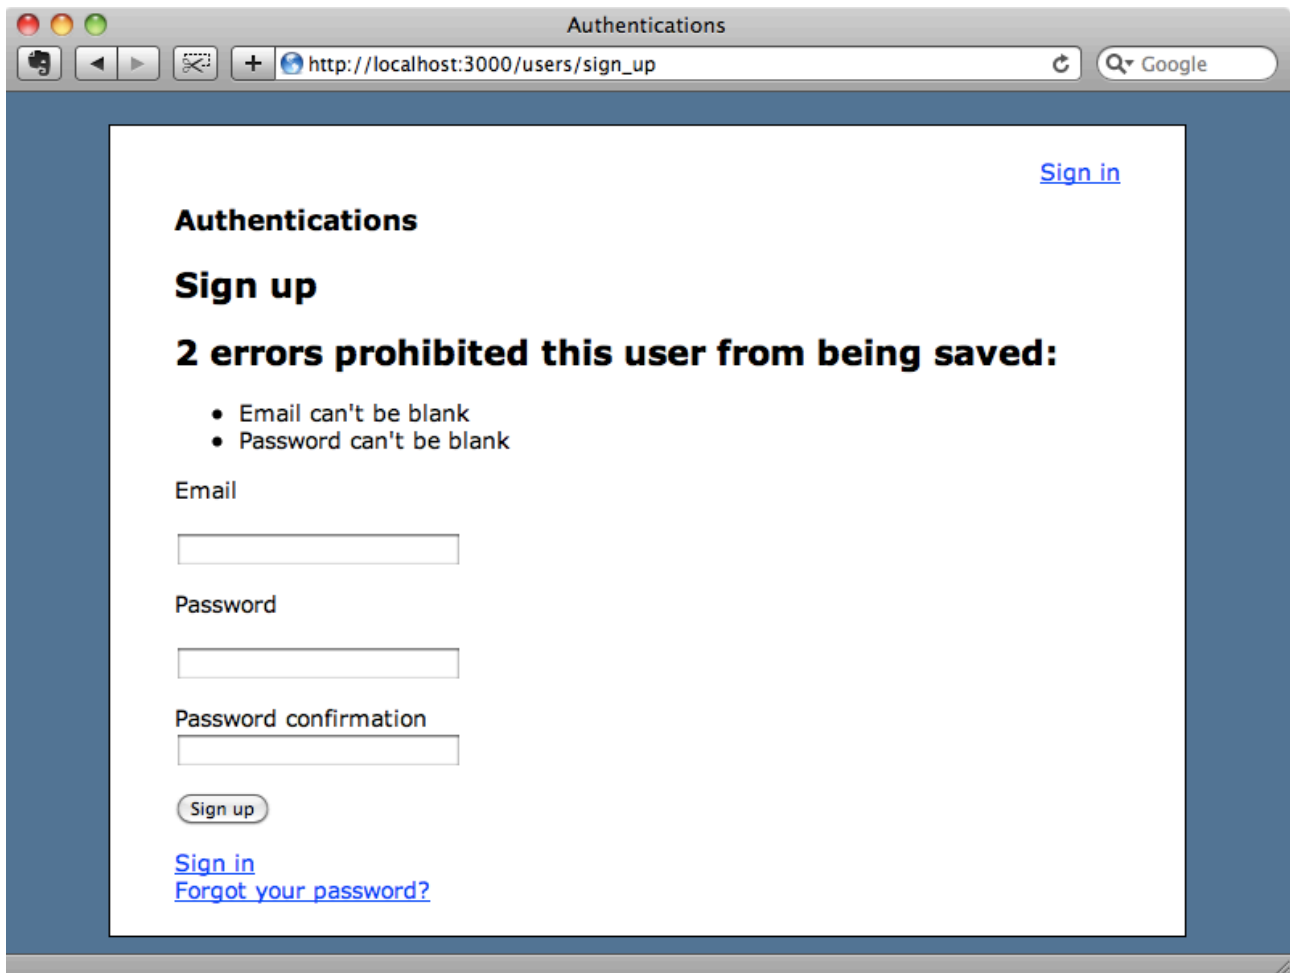 Authentications
http://localhost:3000/users/sign_up
Google
Sign in
Authentications
Sign up
2 errors prohibited this user from being saved:
Email can't be blank
Password can't be blank
Email
Password
Password confirmation
Sign up
Sign in
Forgot your password?